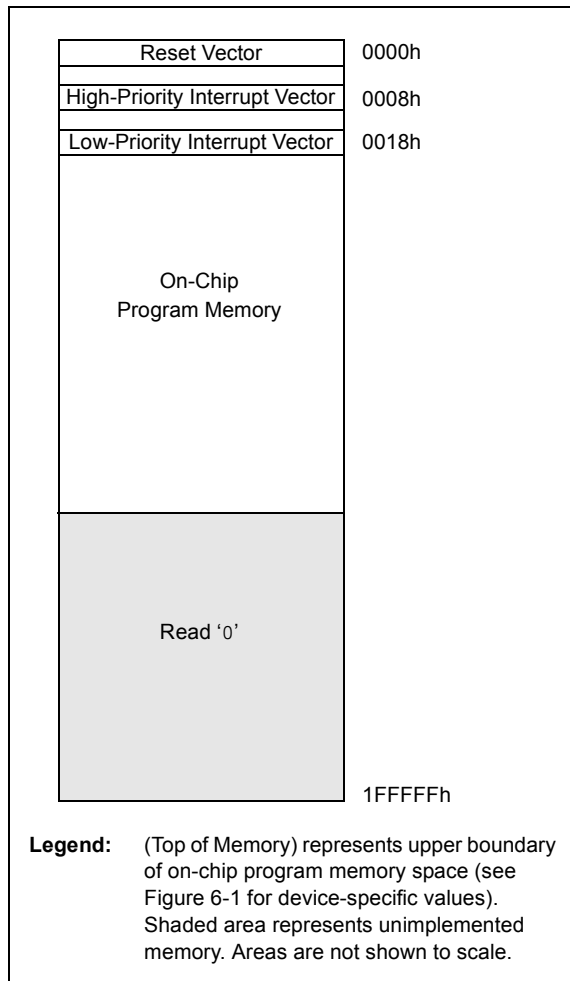 Reset Vector 0000h
High-Priority Interrupt Vector 0008h
Low-Priority Interrupt Vector 0018h
On-Chip
Program Memory
Read ‘0’
1FFFFFh
Legend: (Top of Memory) represents upper boundary
of on-chip program memory space (see
Figure 6-1 for device-specific values).
Shaded area represents unimplemented
memory. Areas are not shown to scale.